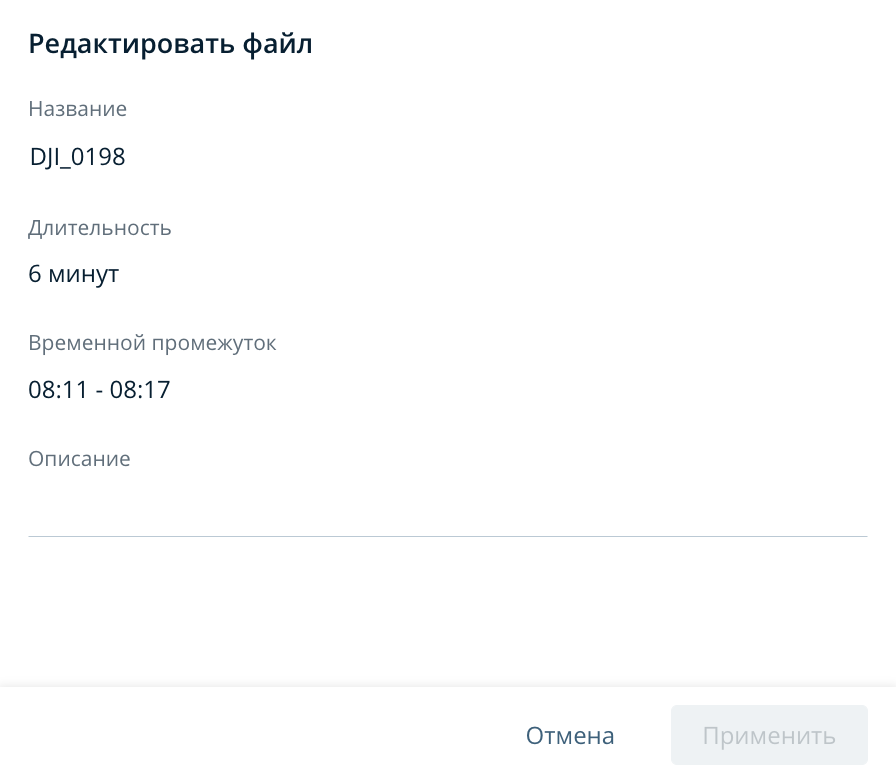 Редактировать файл
Название
DJI_0198
Длительность
6 минут
Временной промежуток
08:11 - 08:17
Описание
Отмена
Применить